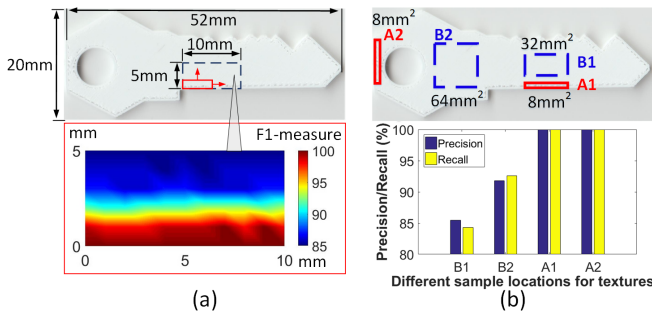 52mm
10mm
5mm
20mm
mm
F1-measure
5
0
0
5
10
mm
100
95
90
85
(a)
8mm²
A2
B2
32mm²
B1
A1
64mm²
8mm²
Precision/Recall (%)
100
95
90
85
80
Precision
Recall
B1
B2
A1
A2
Different sample locations for textures
(b)